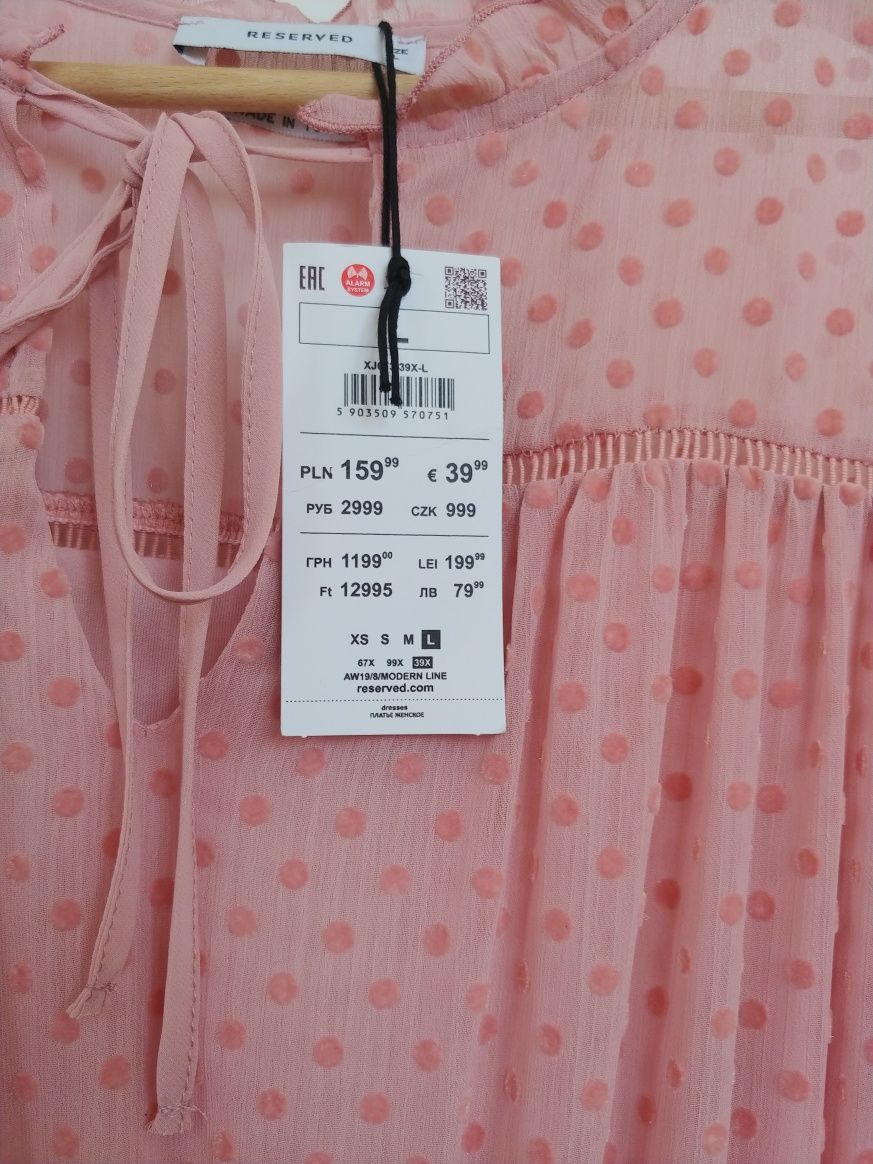 RESERVED
MADE IN
EAC
ALARM
SYSTEM
L
5 903509 570751
PLN 159 99 € 39 99
РУБ 2999 CZK 999
ГРН 1199 00 LEI 199 99
Ft 12995 ЛВ 79 99
XS S M L
67X 99X 39X
AW19/8/MODERN LINE
reserved.com
dresses
ПЛАТЬЕ ЖЕНСКОЕ